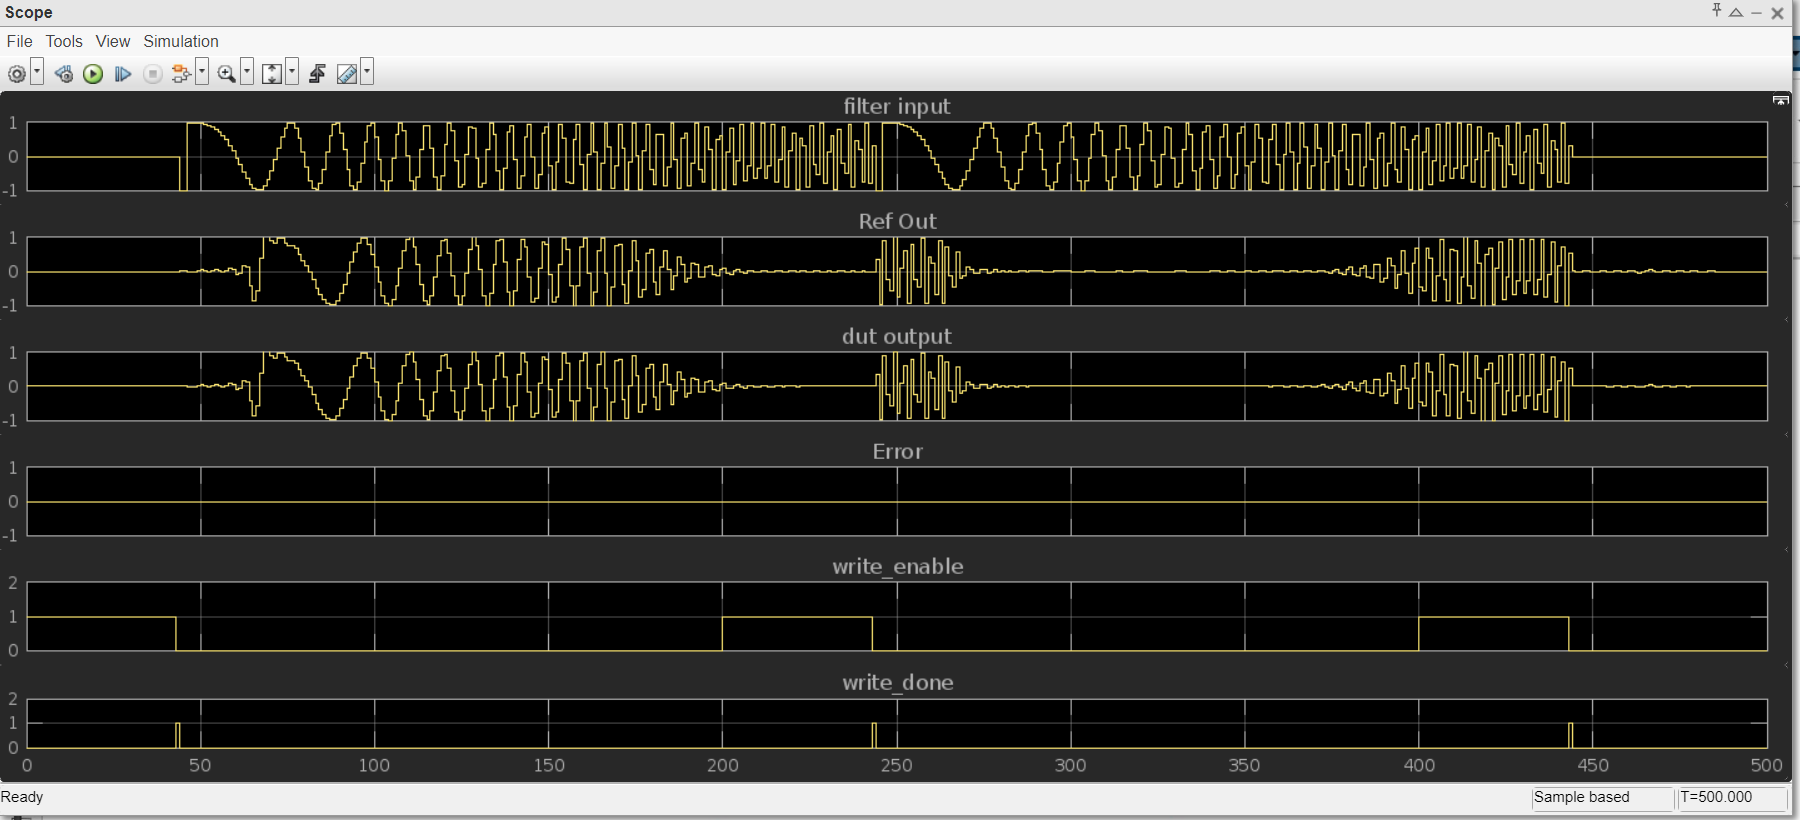 Scope
File Tools View Simulation
filter input
1
0
-1
Ref Out
1
0
-1
dut output
1
0
-1
Error
1
0
-1
write_enable
2
1
0
write_done
2
1
0
0 50 100 150 200 250 300 350 400 450 500
Ready Sample based T=500.000